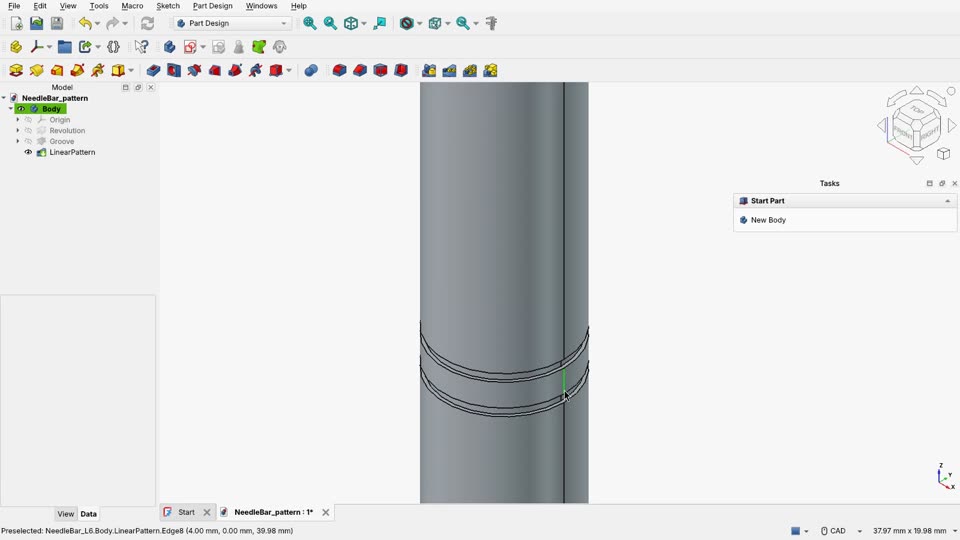 File Edit View Tools Macro Sketch Part Design Windows Help
Part Design
Model
NeedleBar_pattern
Body
Origin
Revolution
Groove
LinearPattern
FRONT RIGHT
Tasks
Start Part
New Body
Z
Y
X
View Data
Start NeedleBar_pattern : 1*
Preselected: NeedleBar_L6.Body.LinearPattern.Edge8 (4.00 mm, 0.00 mm, 39.98 mm) CAD 37.97 mm x 19.98 mm